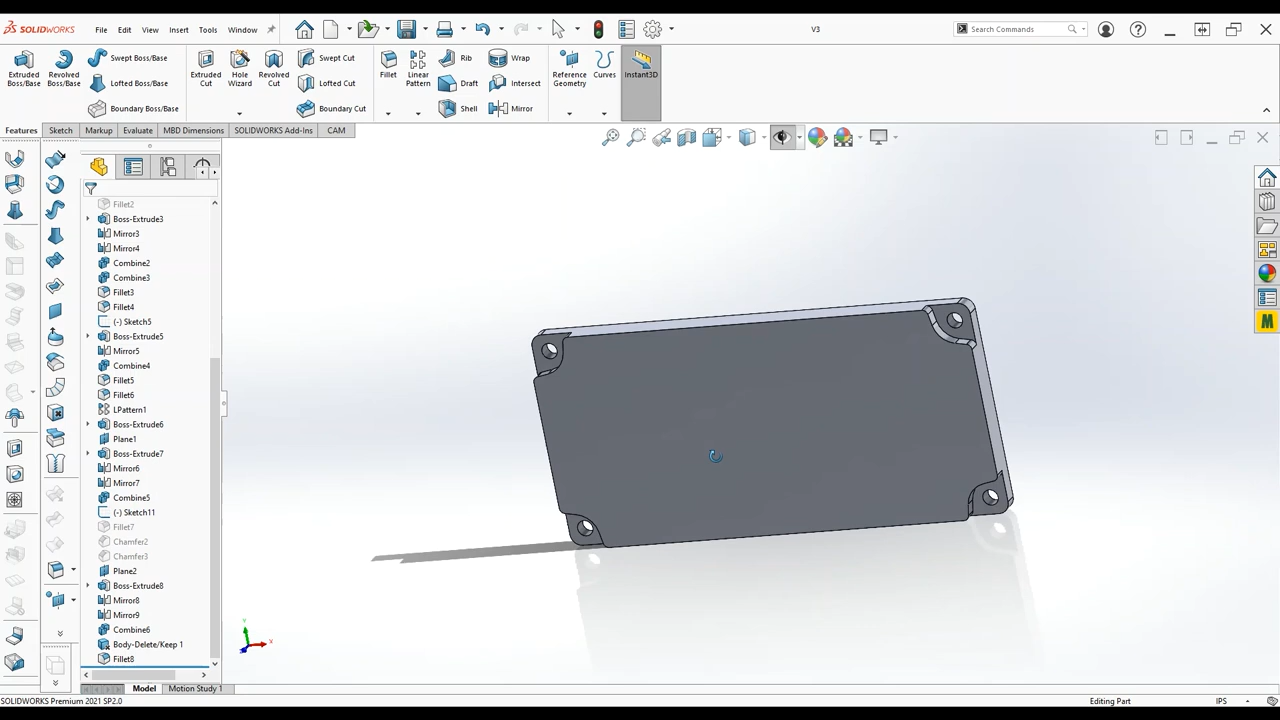 SOLIDWORKS File Edit View Insert Tools Window V3 Search Commands
Extruded Boss/Base Revolved Boss/Base Swept Boss/Base Lofted Boss/Base Boundary Boss/Base Extruded Cut Hole Wizard Revolved Cut Swept Cut Lofted Cut Boundary Cut Fillet Linear Pattern Rib Draft Shell Wrap Intersect Mirror Reference Geometry Curves Instant3D
Features Sketch Markup Evaluate MBD Dimensions SOLIDWORKS Add-Ins CAM
Fillet2
Boss-Extrude3
Mirror3
Mirror4
Combine2
Combine3
Fillet3
Fillet4
(-) Sketch5
Boss-Extrude5
Mirror5
Combine4
Fillet5
Fillet6
LPattern1
Boss-Extrude6
Plane1
Boss-Extrude7
Mirror6
Mirror7
Combine5
(-) Sketch11
Fillet7
Chamfer2
Chamfer3
Plane2
Boss-Extrude8
Mirror8
Mirror9
Combine6
Body-Delete/Keep 1
Fillet8
Y
X
M
Model Motion Study 1
SOLIDWORKS Premium 2021 SP2.0 Editing Part IPS